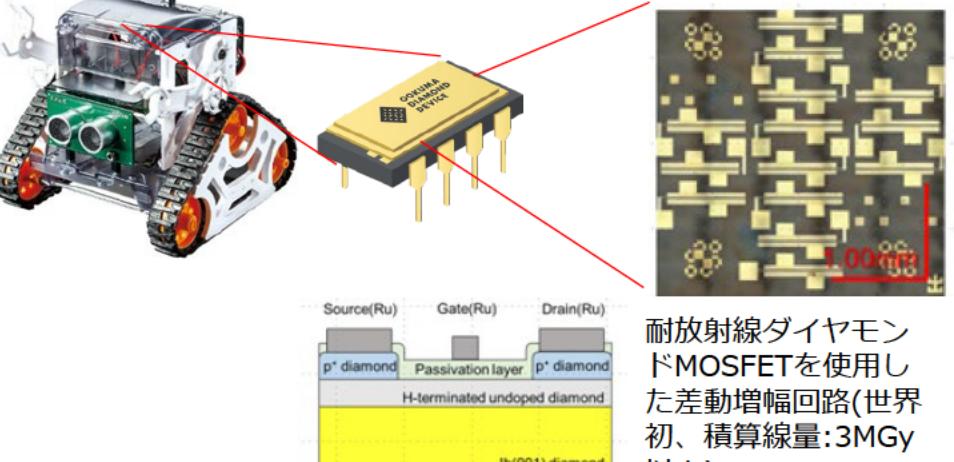 OOKUMA
DIAMOND
DEVICE
1.00mm
Source(Ru) Gate(Ru) Drain(Ru)
p⁺ diamond Passivation layer p⁺ diamond
H-terminated undoped diamond
Ib(001) diamond
耐放射線ダイヤモン
ドMOSFETを使用し
た差動増幅回路(世界
初、積算線量:3MGy